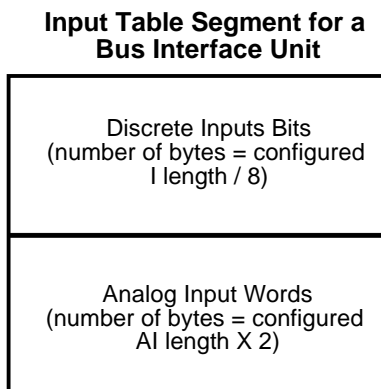 Input Table Segment for a
Bus Interface Unit
Discrete Inputs Bits
(number of bytes = configured
I length / 8)
Analog Input Words
(number of bytes = configured
AI length X 2)